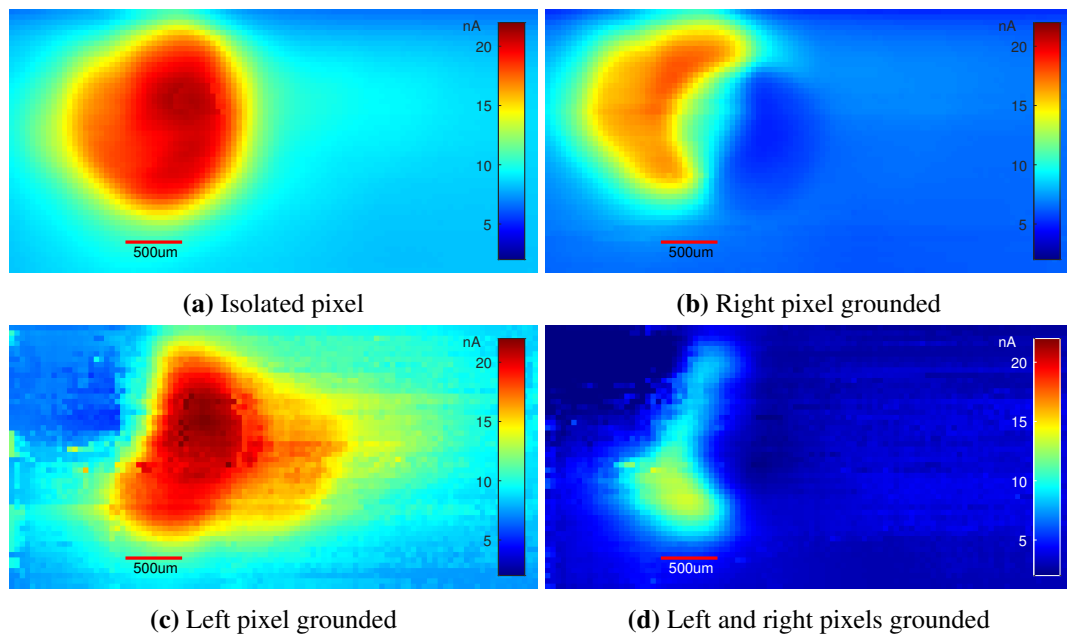 nA
20
15
10
5
500um
(a) Isolated pixel
nA
20
15
10
5
500um
(b) Right pixel grounded
nA
20
15
10
5
500um
(c) Left pixel grounded
nA
20
15
10
5
500um
(d) Left and right pixels grounded